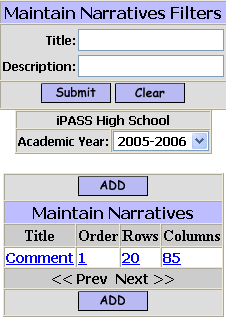 Maintain Narratives Filters
Title:
Description:
Submit Clear
iPASS High School
Academic Year: 2005-2006
ADD
Maintain Narratives
Title Order Rows Columns
Comment 1 20 85
<< Prev Next >>
ADD